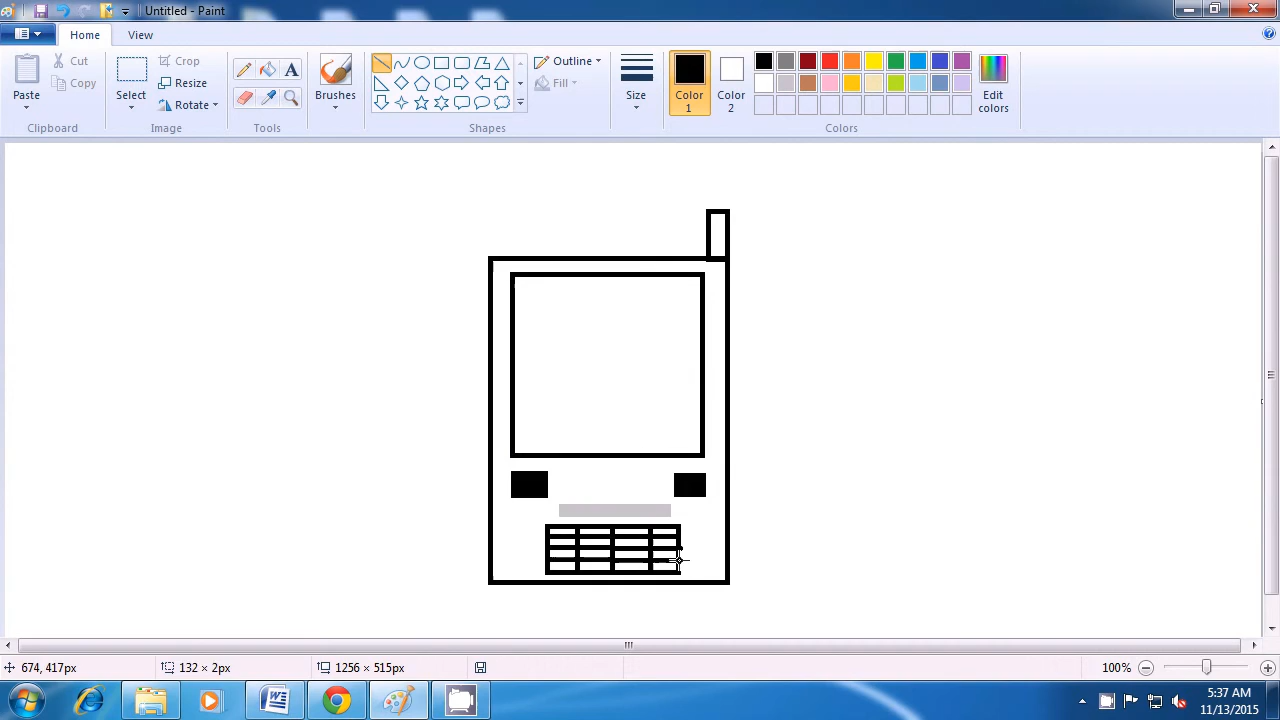 Untitled - Paint
Home
View
Paste
Cut
Copy
Clipboard
Select
Crop
Resize
Rotate
Image
A
Tools
Brushes
Shapes
Outline
Fill
Size
Color 1
Color 2
Edit colors
Colors
674, 417px
132 × 2px
1256 × 515px
100%
5:37 AM
11/13/2015